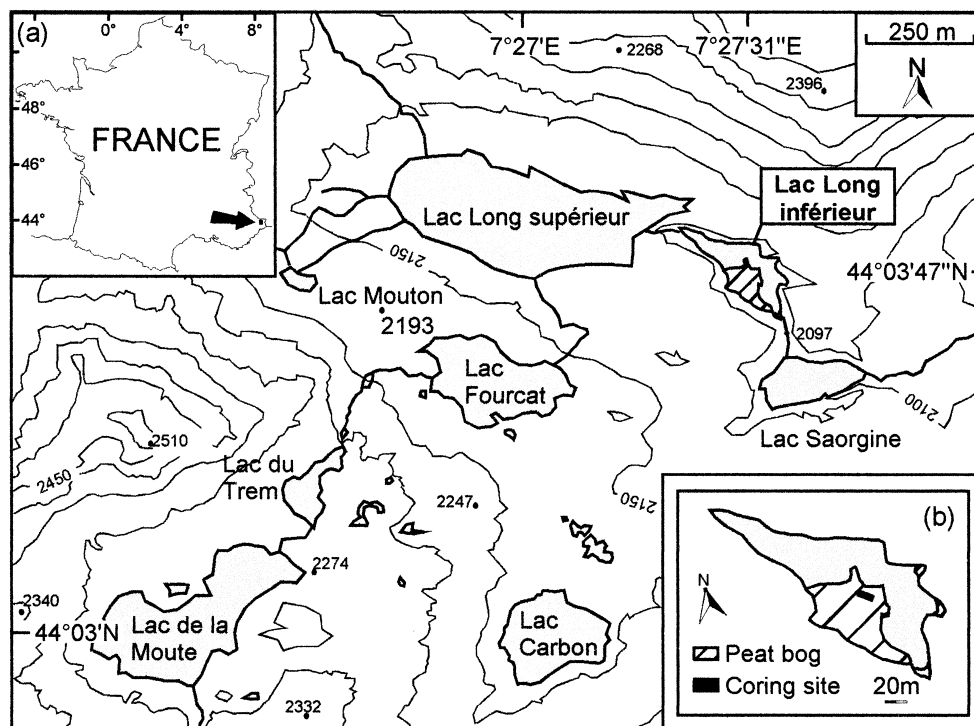 (a)
0°
4°
8°
48°
46°
44°
FRANCE
7°27'E
7°27'31"E
250 m
N
2268
2396
Lac Long
inférieur
Lac Long supérieur
2150
44°03'47"N
Lac Mouton
2193
2097
Lac
Fourcat
2100
Lac Saorgine
2510
2450
Lac du
Trem
2247
2150
2274
2340
44°03'N
Lac de la
Moute
Lac
Carbon
2332
(b)
N
Peat bog
Coring site
20m